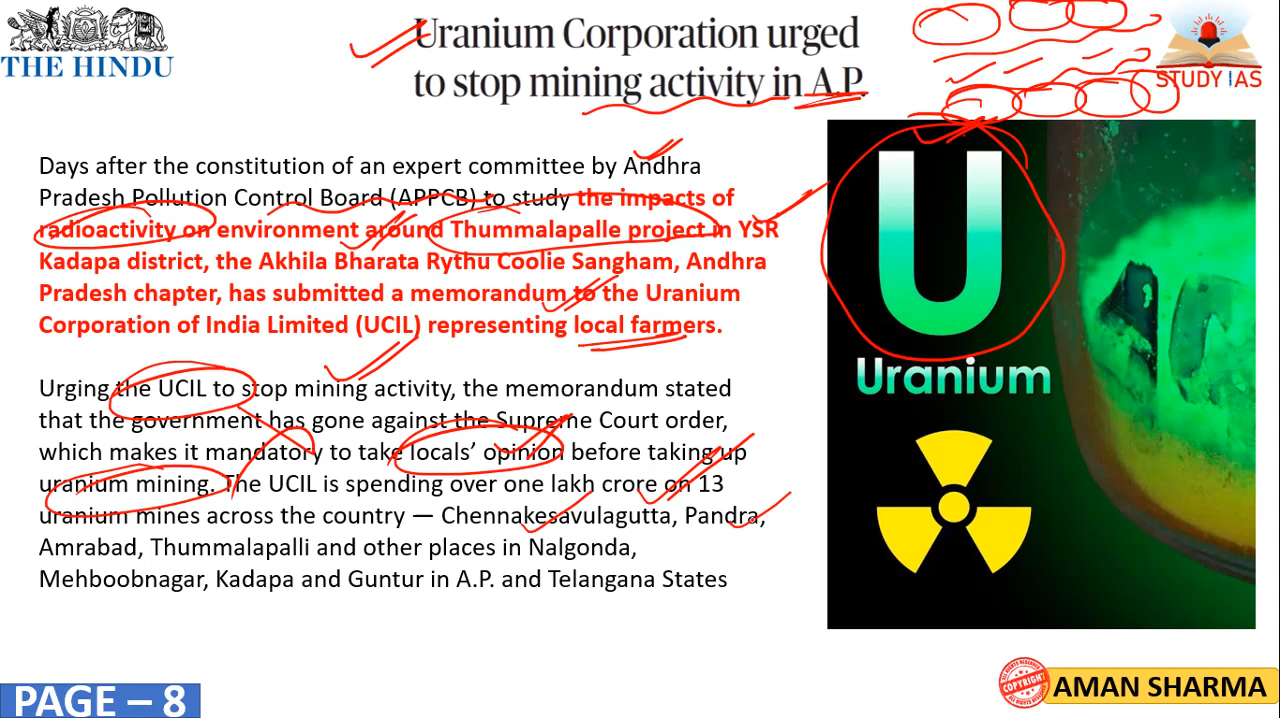 THE HINDU
Uranium Corporation urged
to stop mining activity in A.P.
STUDY IAS
Days after the constitution of an expert committee by Andhra
Pradesh Pollution Control Board (APPCB) to study the impacts of
radioactivity on environment around Thummalapalle project in YSR
Kadapa district, the Akhila Bharata Rythu Coolie Sangham, Andhra
Pradesh chapter, has submitted a memorandum to the Uranium
Corporation of India Limited (UCIL) representing local farmers.
Urging the UCIL to stop mining activity, the memorandum stated
that the government has gone against the Supreme Court order,
which makes it mandatory to take locals’ opinion before taking up
uranium mining. The UCIL is spending over one lakh crore on 13
uranium mines across the country — Chennakesavulagutta, Pandra,
Amrabad, Thummalapalli and other places in Nalgonda,
Mehboobnagar, Kadapa and Guntur in A.P. and Telangana States
U
Uranium
PAGE – 8
COPYRIGHT
AMAN SHARMA